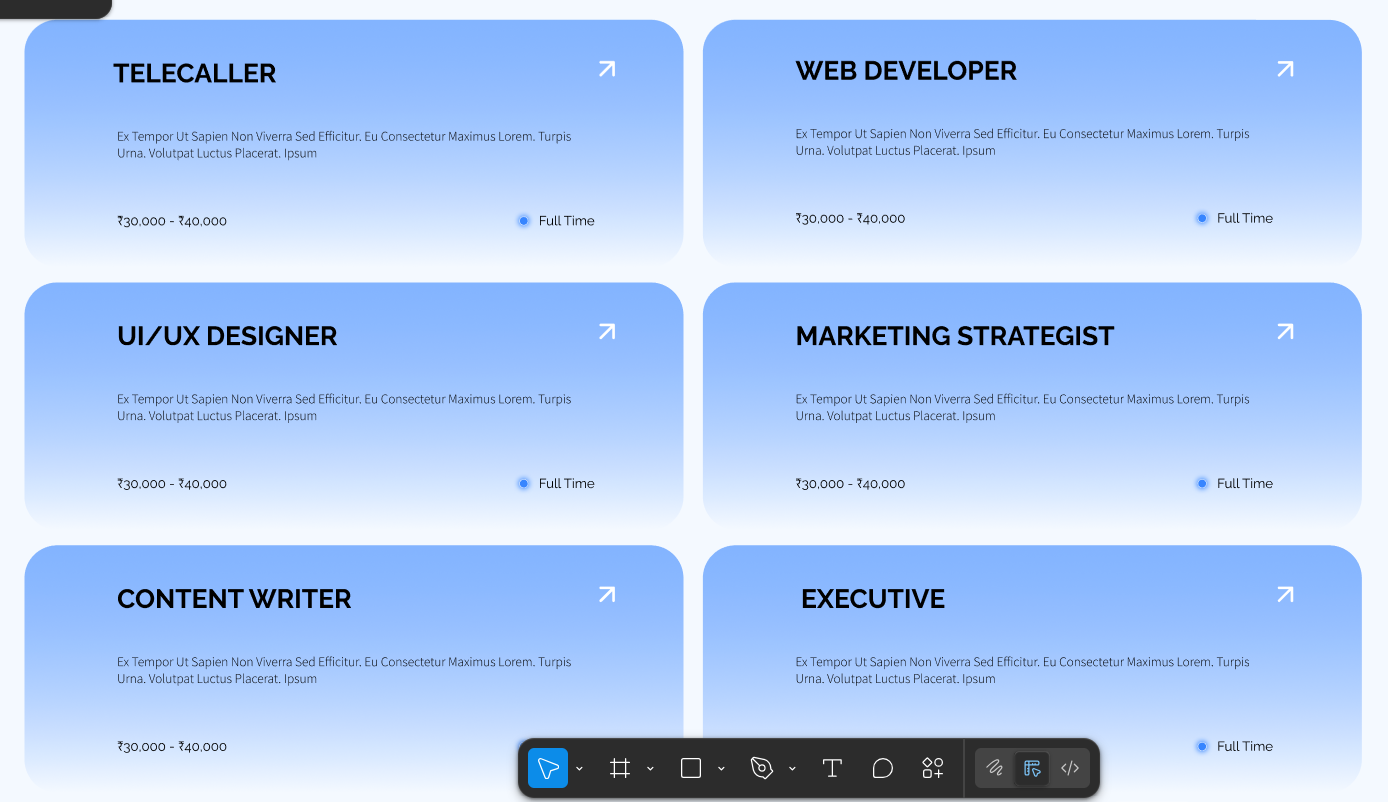 TELECALLER
Ex Tempor Ut Sapien Non Viverra Sed Efficitur. Eu Consectetur Maximus Lorem. Turpis
Urna. Volutpat Luctus Placerat. Ipsum
₹30,000 - ₹40,000
Full Time
WEB DEVELOPER
Ex Tempor Ut Sapien Non Viverra Sed Efficitur. Eu Consectetur Maximus Lorem. Turpis
Urna. Volutpat Luctus Placerat. Ipsum
₹30,000 - ₹40,000
Full Time
UI/UX DESIGNER
Ex Tempor Ut Sapien Non Viverra Sed Efficitur. Eu Consectetur Maximus Lorem. Turpis
Urna. Volutpat Luctus Placerat. Ipsum
₹30,000 - ₹40,000
Full Time
MARKETING STRATEGIST
Ex Tempor Ut Sapien Non Viverra Sed Efficitur. Eu Consectetur Maximus Lorem. Turpis
Urna. Volutpat Luctus Placerat. Ipsum
₹30,000 - ₹40,000
Full Time
CONTENT WRITER
Ex Tempor Ut Sapien Non Viverra Sed Efficitur. Eu Consectetur Maximus Lorem. Turpis
Urna. Volutpat Luctus Placerat. Ipsum
₹30,000 - ₹40,000
EXECUTIVE
Ex Tempor Ut Sapien Non Viverra Sed Efficitur. Eu Consectetur Maximus Lorem. Turpis
Urna. Volutpat Luctus Placerat. Ipsum
Full Time